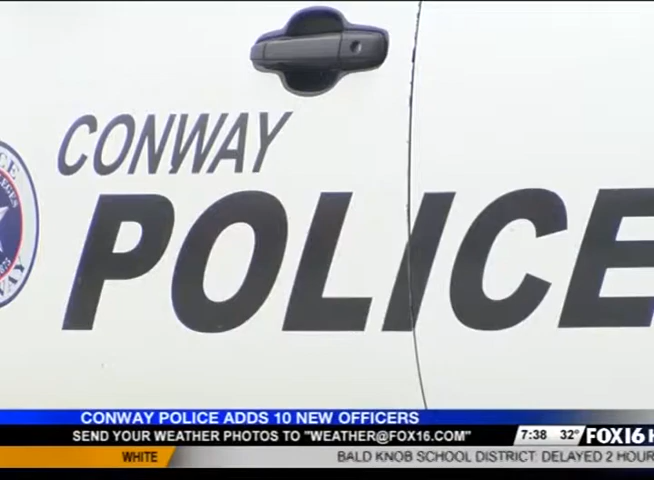 CONWAY
POLICE
CONWAY POLICE ADDS 10 NEW OFFICERS
SEND YOUR WEATHER PHOTOS TO "WEATHER@FOX16.COM"
7:38 32° FOX16
WHITE
BALD KNOB SCHOOL DISTRICT: DELAYED 2 HOUR